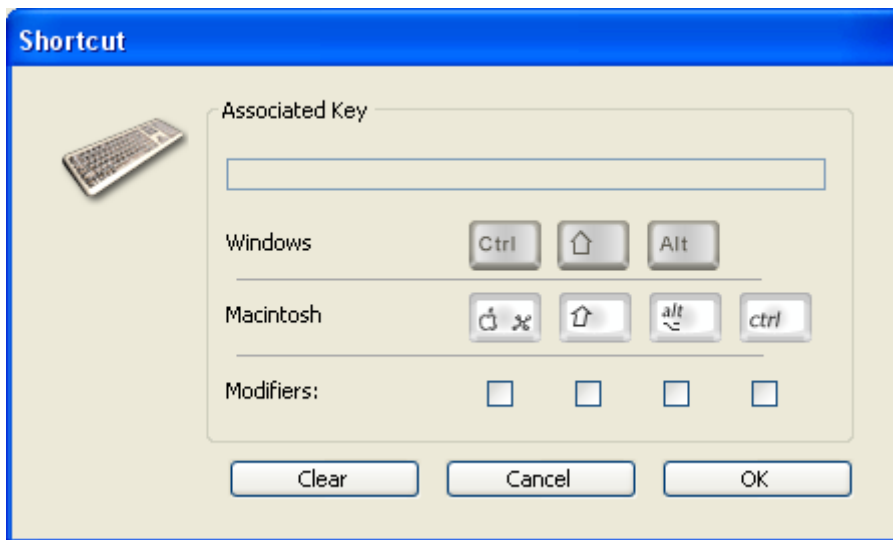 Shortcut
Associated Key
Windows Ctrl Alt
Macintosh alt ctrl
Modifiers:
Clear Cancel OK